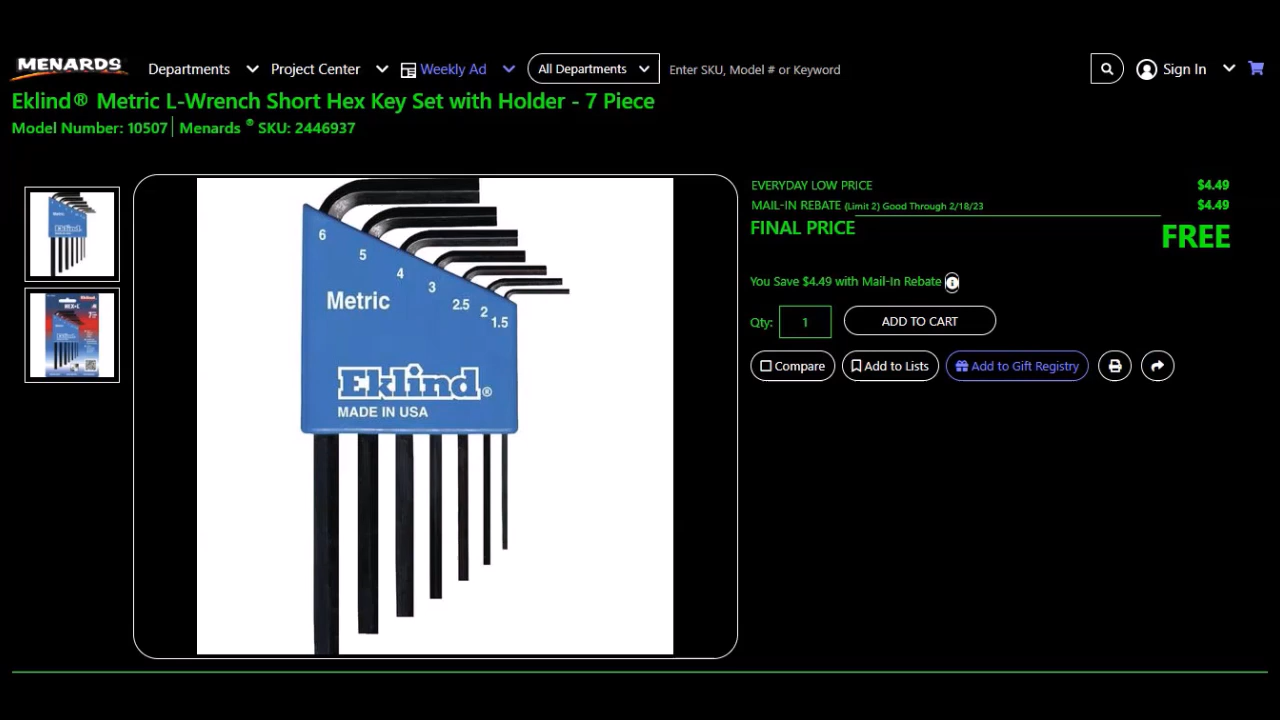 MENARDS Departments Project Center Weekly Ad All Departments Enter SKU, Model # or Keyword Sign In
Eklind® Metric L-Wrench Short Hex Key Set with Holder - 7 Piece
Model Number: 10507 Menards ® SKU: 2446937
EVERYDAY LOW PRICE $4.49
MAIL-IN REBATE (Limit 2) Good Through 2/18/23 $4.49
FINAL PRICE FREE
You Save $4.49 with Mail-In Rebate
Qty: 1 ADD TO CART
Compare Add to Lists Add to Gift Registry
6
5
4
3
2.5
2
1.5
Metric
Eklind®
MADE IN USA